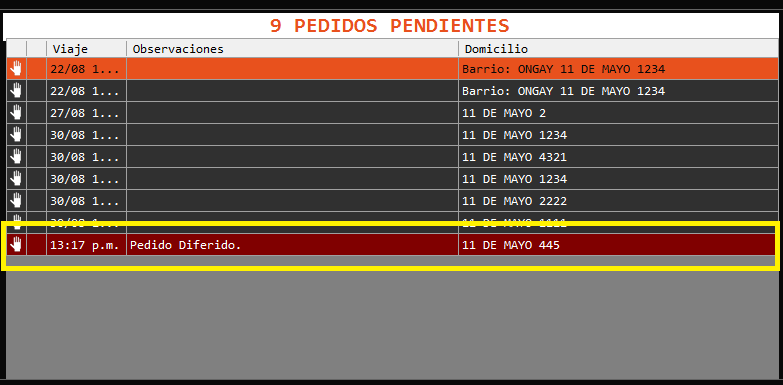 9 PEDIDOS PENDIENTES
Viaje Observaciones Domicilio
22/08 1... Barrio: ONGAY 11 DE MAYO 1234
22/08 1... Barrio: ONGAY 11 DE MAYO 1234
27/08 1... 11 DE MAYO 2
30/08 1... 11 DE MAYO 1234
30/08 1... 11 DE MAYO 4321
30/08 1... 11 DE MAYO 1234
30/08 1... 11 DE MAYO 2222
30/08 1... 11 DE MAYO 1111
13:17 p.m. Pedido Diferido. 11 DE MAYO 445